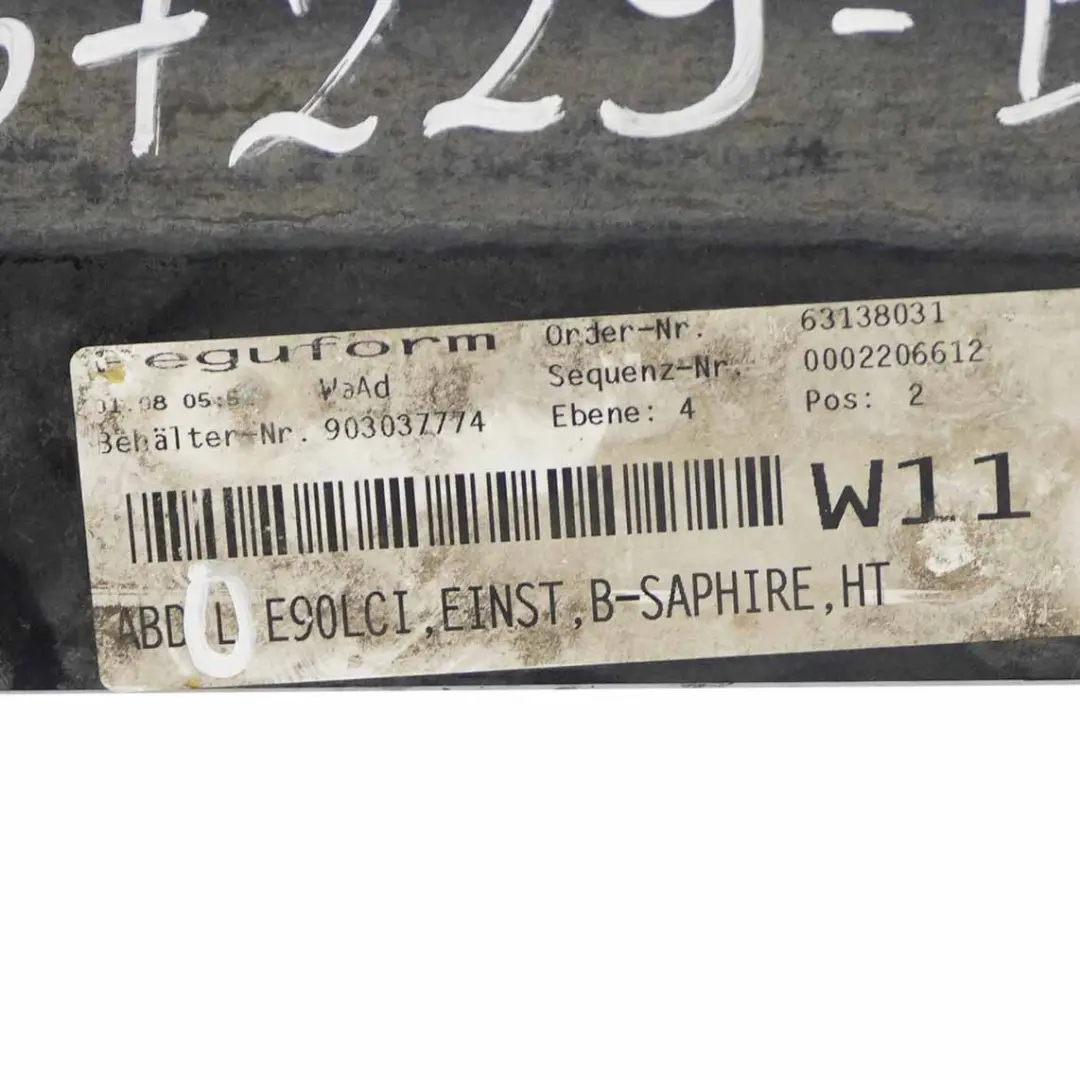 7229-
Order-Nr. 63138031
Sequenz-Nr. 0002206612
WaAd
Behälter-Nr. 903037774 Ebene: 4 Pos: 2
W11
ABD L E90LCI,EINST,B-SAPHIRE,HT